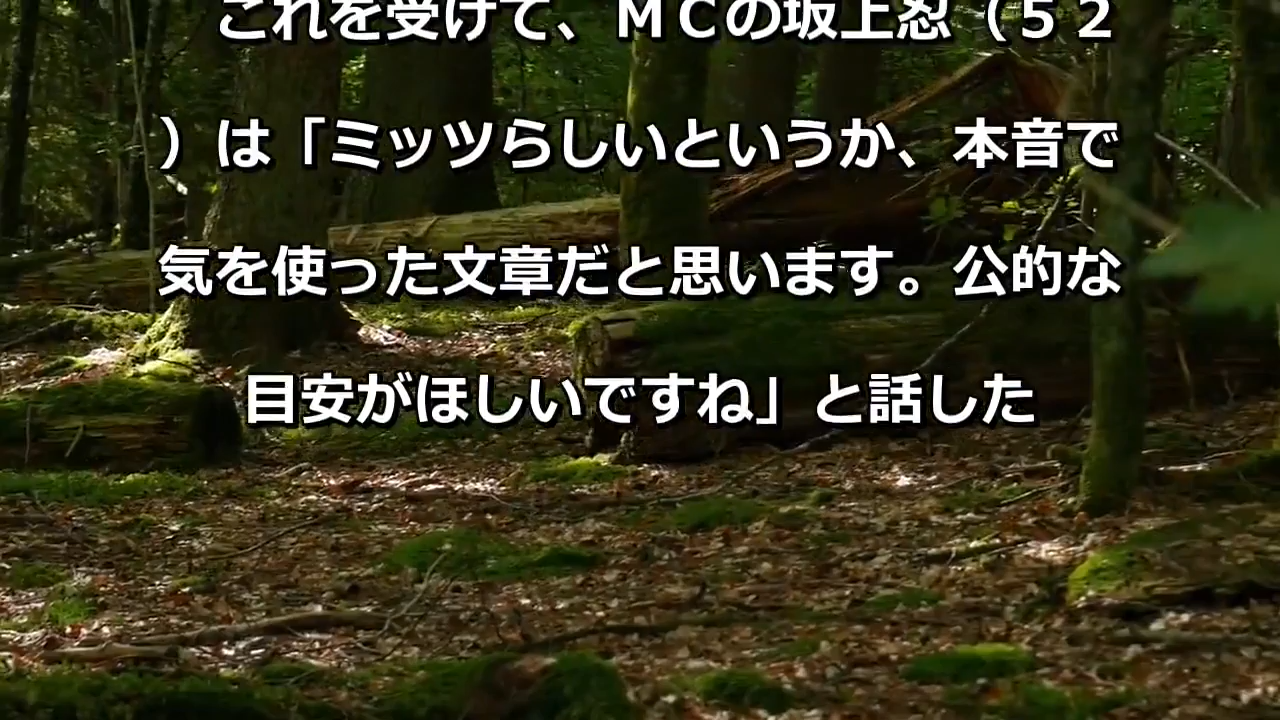 これを受けて、ＭＣの坂上忍（５２
）は「ミッツらしいというか、本音で
気を使った文章だと思います。公的な
目安がほしいですね」と話した